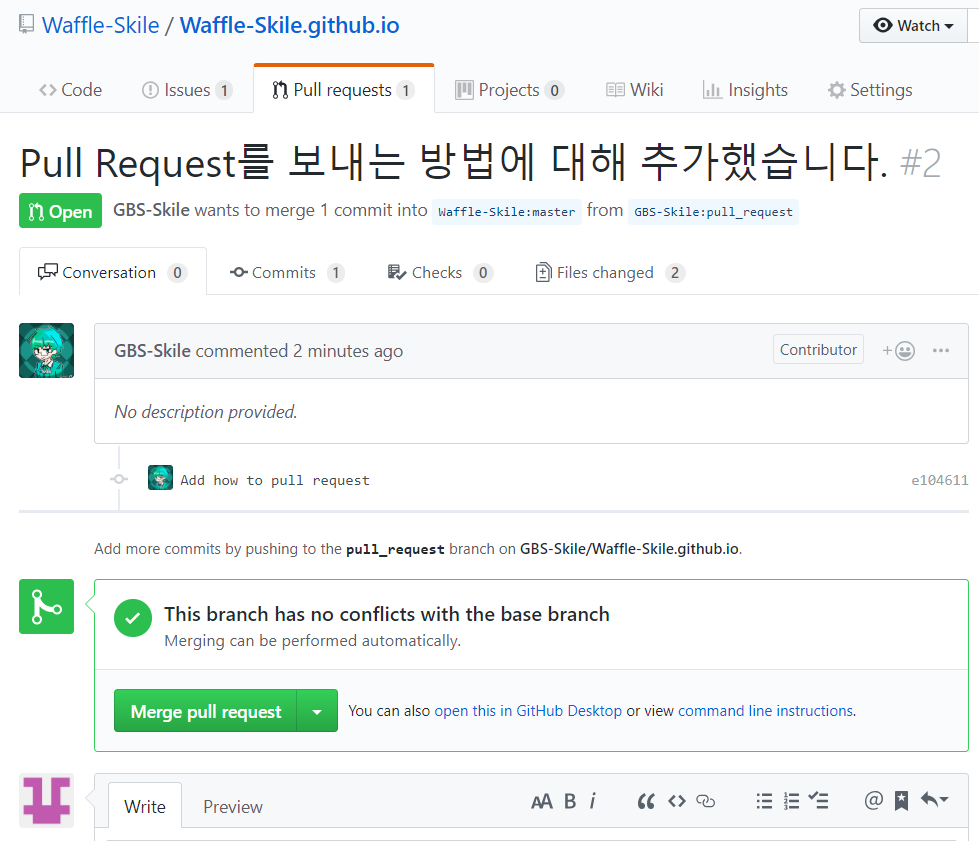 Waffle-Skile / Waffle-Skile.github.io
Watch
Code
Issues 1
Pull requests 1
Projects 0
Wiki
Insights
Settings
Pull Request를 보내는 방법에 대해 추가했습니다. #2
Open
GBS-Skile wants to merge 1 commit into Waffle-Skile:master from GBS-Skile:pull_request
Conversation 0
Commits 1
Checks 0
Files changed 2
GBS-Skile commented 2 minutes ago
Contributor
No description provided.
Add how to pull request
e104611
Add more commits by pushing to the pull_request branch on GBS-Skile/Waffle-Skile.github.io.
This branch has no conflicts with the base branch
Merging can be performed automatically.
Merge pull request
You can also open this in GitHub Desktop or view command line instructions.
Write
Preview